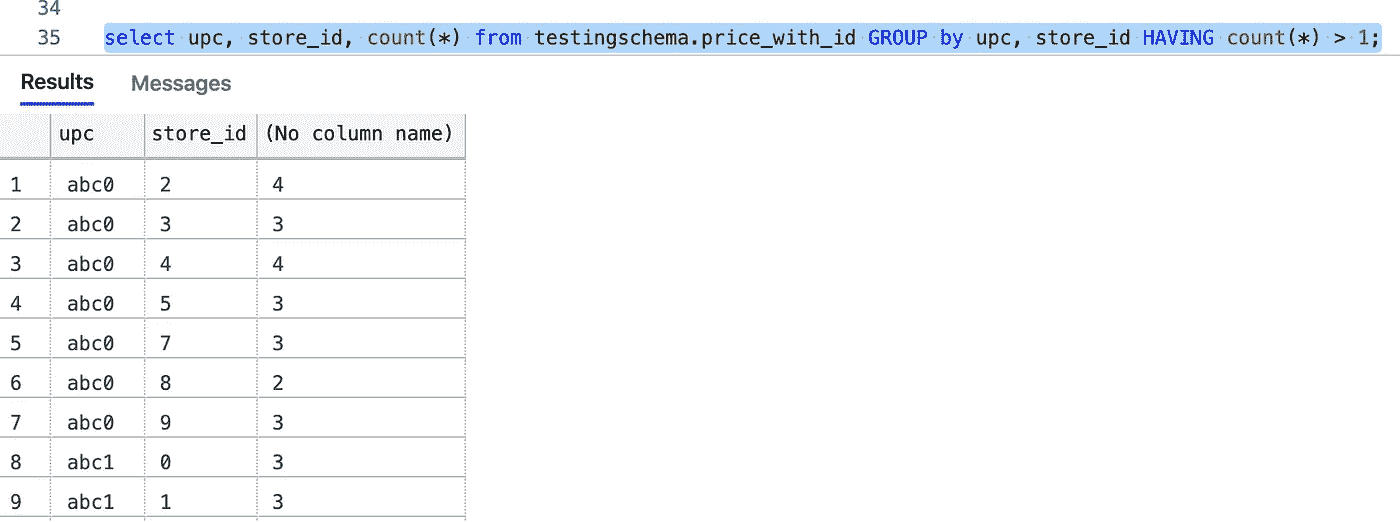 34
35 select upc, store_id, count(*) from testingschema.price_with_id GROUP by upc, store_id HAVING count(*) > 1;
Results Messages
upc store_id (No column name)
1 abc0 2 4
2 abc0 3 3
3 abc0 4 4
4 abc0 5 3
5 abc0 7 3
6 abc0 8 2
7 abc0 9 3
8 abc1 0 3
9 abc1 1 3